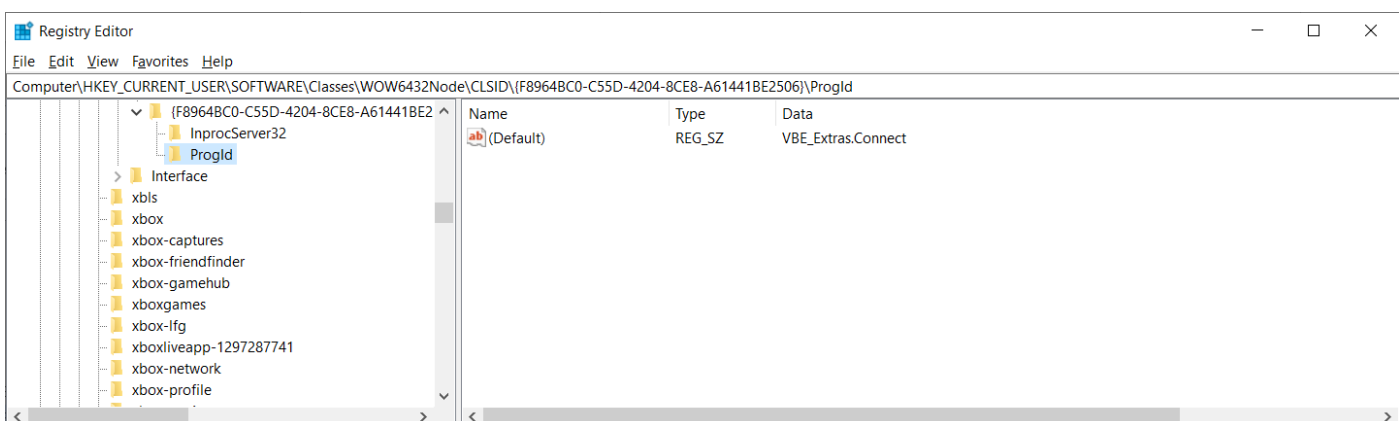 Registry Editor
File Edit View Favorites Help
Computer\HKEY_CURRENT_USER\SOFTWARE\Classes\WOW6432Node\CLSID\{F8964BC0-C55D-4204-8CE8-A61441BE2506}\ProgId
{F8964BC0-C55D-4204-8CE8-A61441BE2
InprocServer32
ProgId
Interface
xbls
xbox
xbox-captures
xbox-friendfinder
xbox-gamehub
xboxgames
xbox-lfg
xboxliveapp-1297287741
xbox-network
xbox-profile
Name Type Data
ab (Default) REG_SZ VBE_Extras.Connect